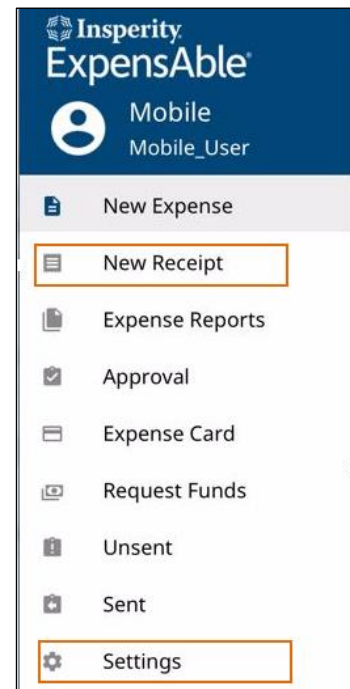 Insperity®
ExpensAble®
Mobile
Mobile_User
New Expense
New Receipt
Expense Reports
Approval
Expense Card
Request Funds
Unsent
Sent
Settings